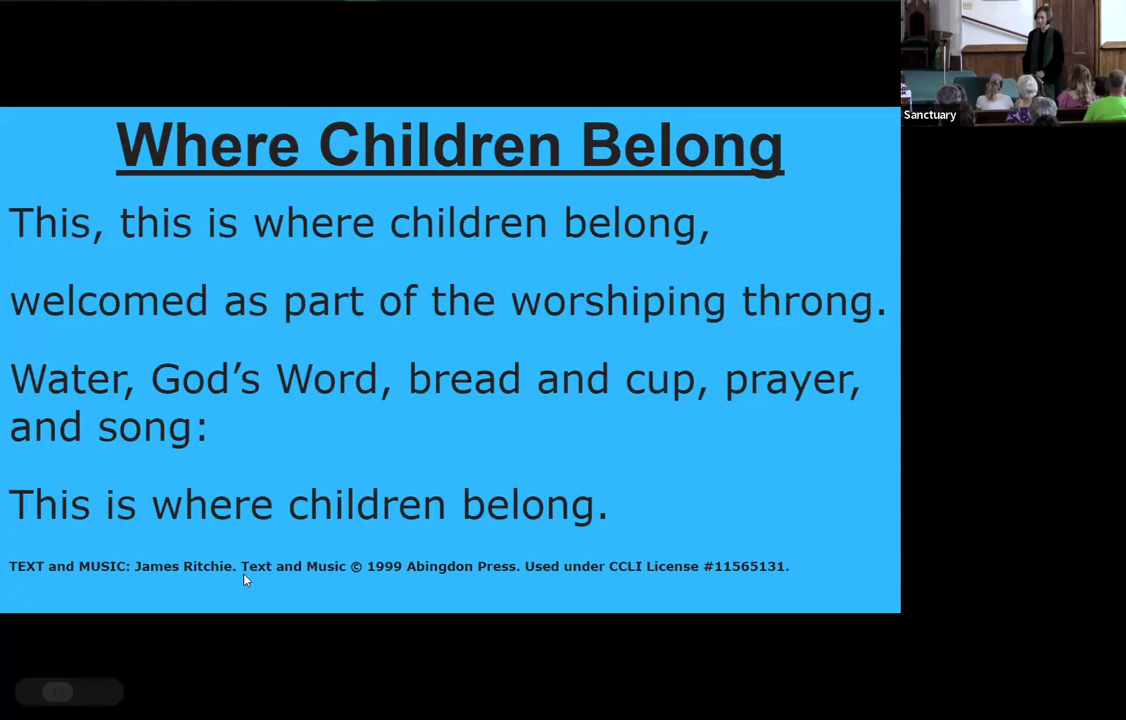 Where Children Belong
Sanctuary
This, this is where children belong,
welcomed as part of the worshiping throng.
Water, God’s Word, bread and cup, prayer,
and song:
This is where children belong.
TEXT and MUSIC: James Ritchie. Text and Music © 1999 Abingdon Press. Used under CCLI License #11565131.